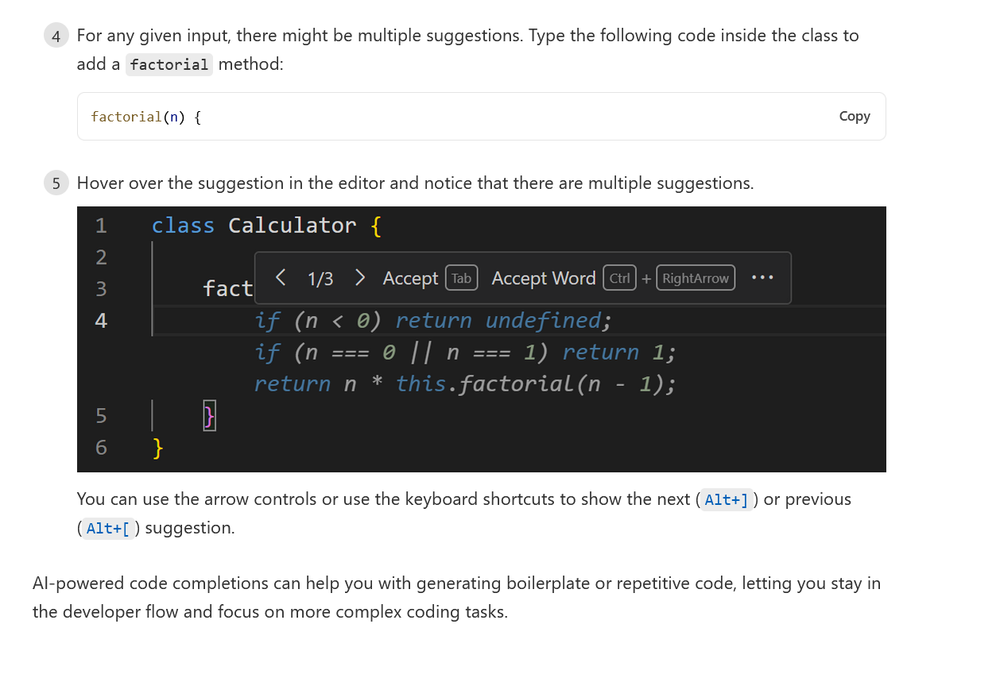 4 For any given input, there might be multiple suggestions. Type the following code inside the class to
add a factorial method:
factorial(n) {
Copy
5 Hover over the suggestion in the editor and notice that there are multiple suggestions.
1 class Calculator {
2
< 1/3 > Accept Tab Accept Word Ctrl + RightArrow ···
3 fact
4 if (n < 0) return undefined;
if (n === 0 || n === 1) return 1;
return n * this.factorial(n - 1);
5 }
6 }
You can use the arrow controls or use the keyboard shortcuts to show the next (Alt+]) or previous
(Alt+[) suggestion.
AI-powered code completions can help you with generating boilerplate or repetitive code, letting you stay in
the developer flow and focus on more complex coding tasks.